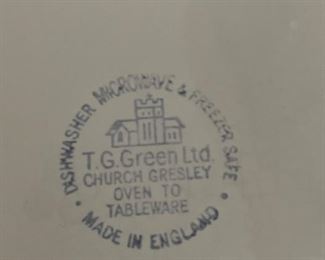 DISHWASHER MICROWAVE & FREEZER SAFE
T.G.Green Ltd.
CHURCH GRESLEY
OVEN TO
TABLEWARE
• MADE IN ENGLAND •